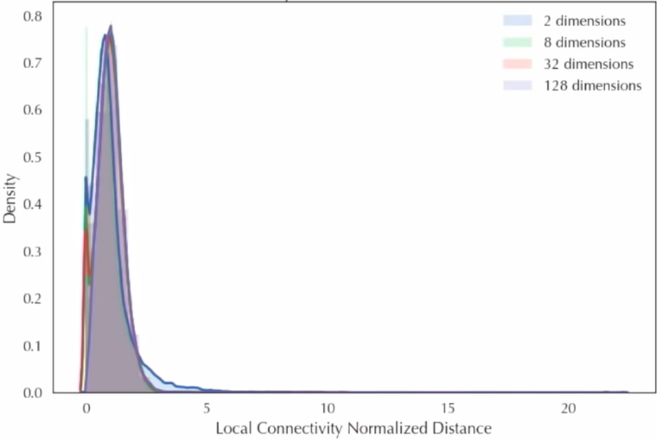 0.8
0.7
0.6
0.5
0.4
0.3
0.2
0.1
0.0
Density
2 dimensions
8 dimensions
32 dimensions
128 dimensions
0 5 10 15 20
Local Connectivity Normalized Distance